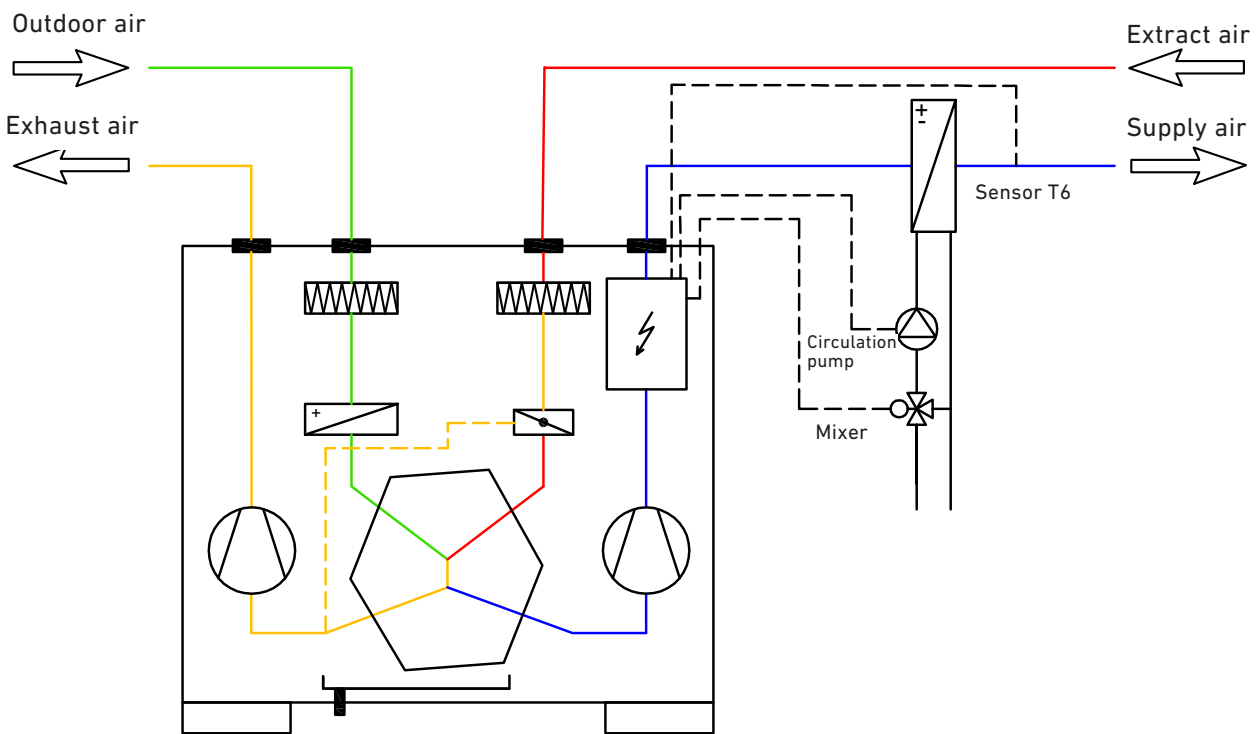 Outdoor air
Extract air
Exhaust air
Supply air
+
-
Sensor T6
Circulation
pump
+
Mixer